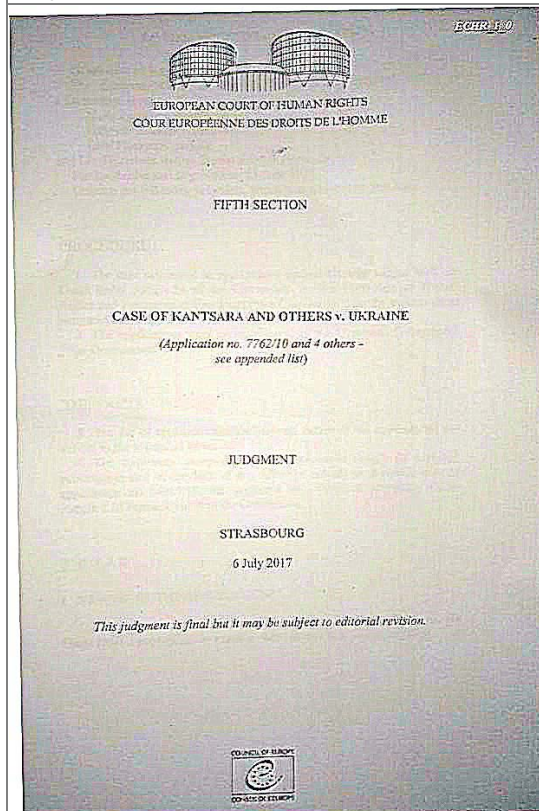 EUROPEAN COURT OF HUMAN RIGHTS
COUR EUROPÉENNE DES DROITS DE L'HOMME
FIFTH SECTION
CASE OF KANTSARA AND OTHERS v. UKRAINE
(Application no. 7762/10 and 4 others -
see appended list)
JUDGMENT
STRASBOURG
6 July 2017
This judgment is final but it may be subject to editorial revision.
COUNCIL OF EUROPE
CONSEIL DE L'EUROPE